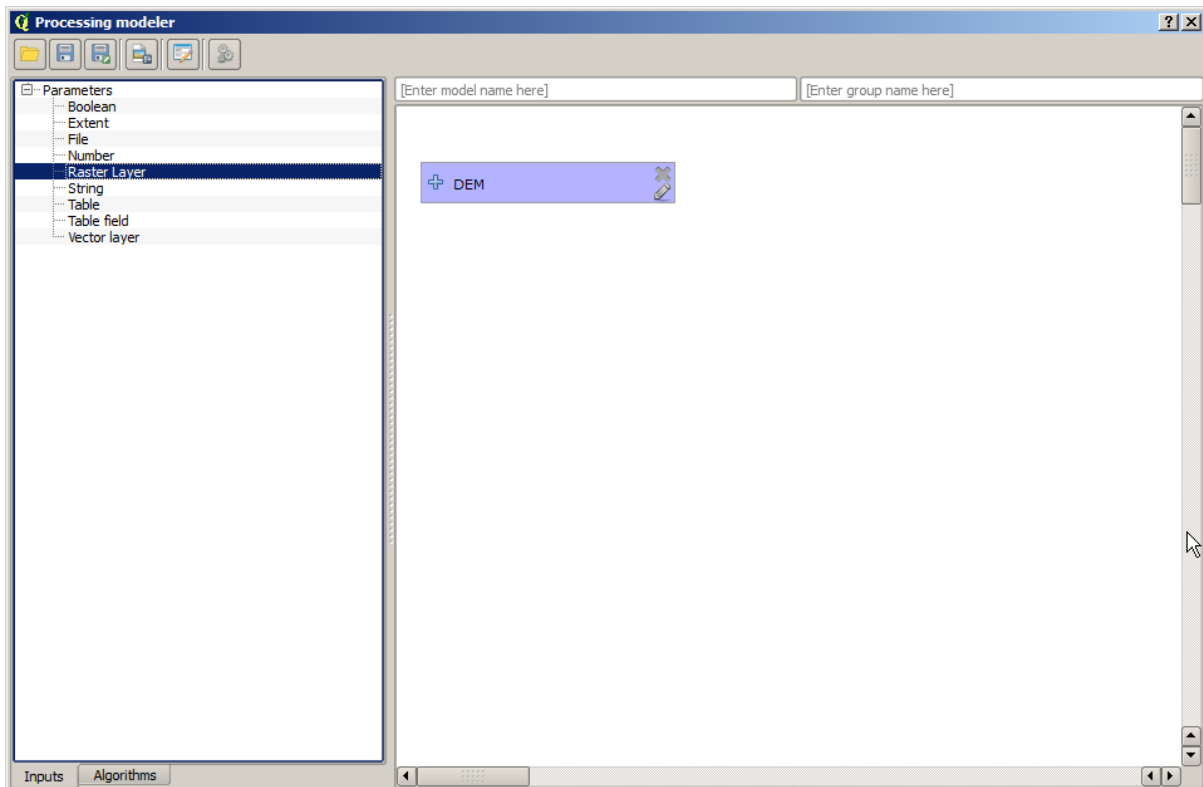 Processing modeler
Parameters
Boolean
Extent
File
Number
Raster Layer
String
Table
Table field
Vector layer
Inputs
Algorithms
[Enter model name here]
[Enter group name here]
DEM